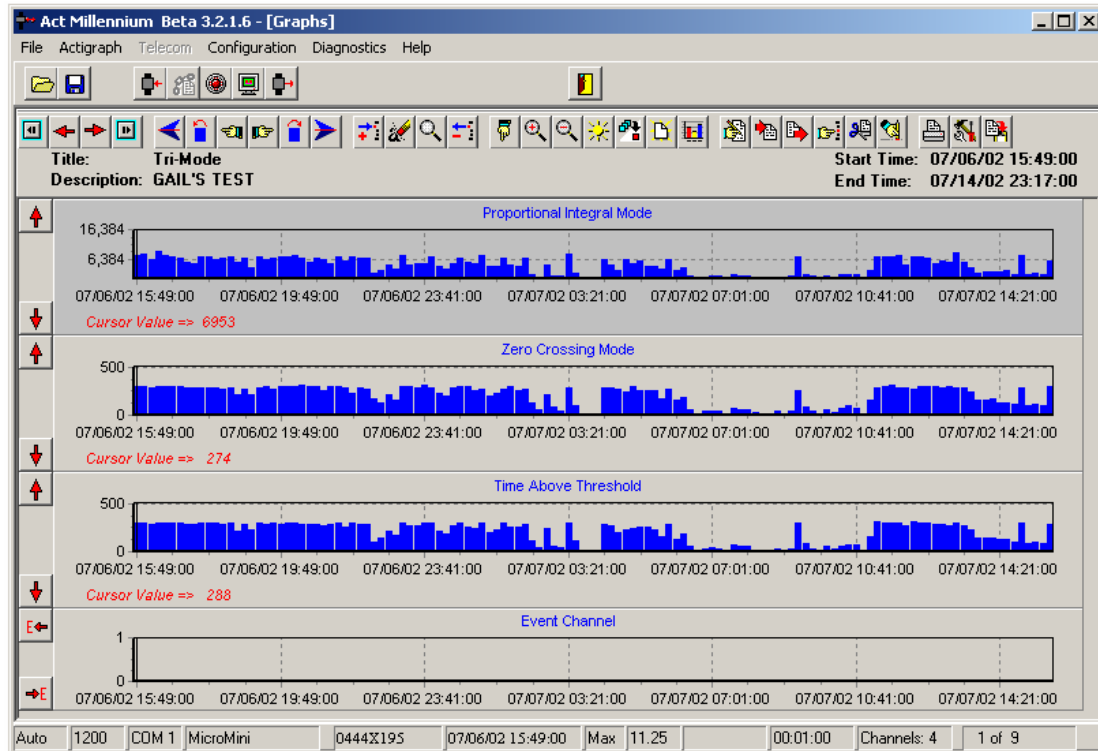 Act Millennium Beta 3.2.1.6 - [Graphs]
File Actigraph Telecom Configuration Diagnostics Help
Title: Tri-Mode
Start Time: 07/06/02 15:49:00
Description: GAIL'S TEST
End Time: 07/14/02 23:17:00
Proportional Integral Mode
16,384
6,384
07/06/02 15:49:00 07/06/02 19:49:00 07/06/02 23:41:00 07/07/02 03:21:00 07/07/02 07:01:00 07/07/02 10:41:00 07/07/02 14:21:00
Cursor Value => 6953
Zero Crossing Mode
500
0
07/06/02 15:49:00 07/06/02 19:49:00 07/06/02 23:41:00 07/07/02 03:21:00 07/07/02 07:01:00 07/07/02 10:41:00 07/07/02 14:21:00
Cursor Value => 274
Time Above Threshold
500
0
07/06/02 15:49:00 07/06/02 19:49:00 07/06/02 23:41:00 07/07/02 03:21:00 07/07/02 07:01:00 07/07/02 10:41:00 07/07/02 14:21:00
Cursor Value => 288
E
Event Channel
1
0
E
07/06/02 15:49:00 07/06/02 19:49:00 07/06/02 23:41:00 07/07/02 03:21:00 07/07/02 07:01:00 07/07/02 10:41:00 07/07/02 14:21:00
Auto 1200 COM 1 MicroMini 0444X195 07/06/02 15:49:00 Max 11.25 00:01:00 Channels: 4 1 of 9